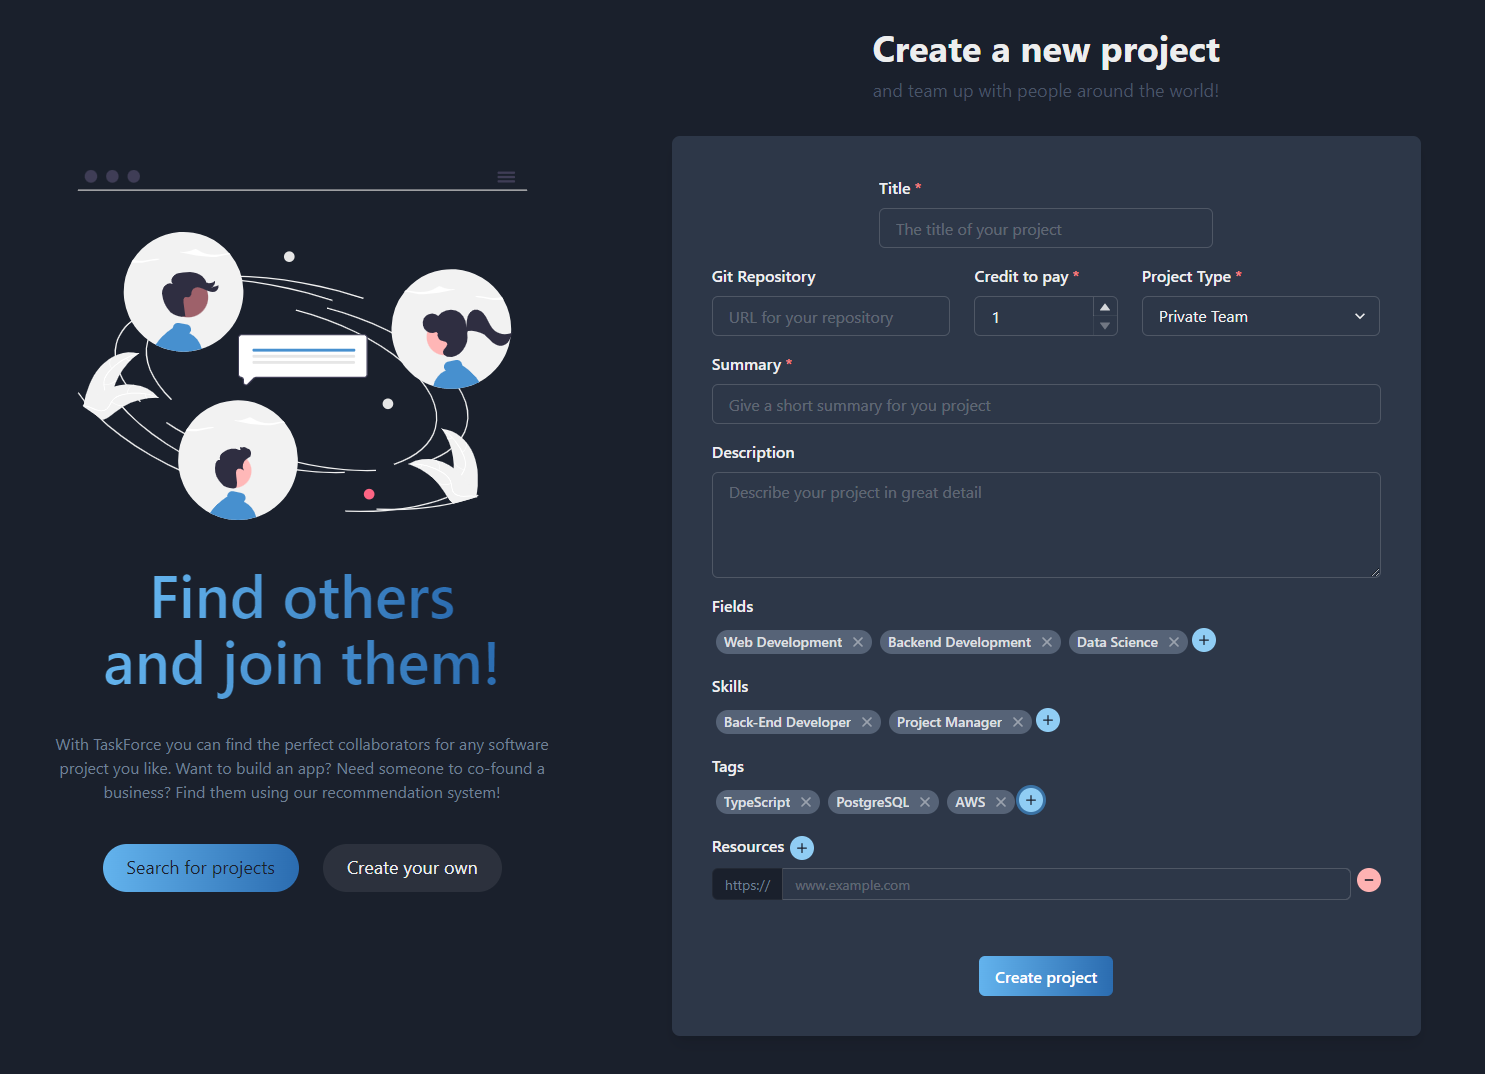 Create a new project
and team up with people around the world!
Title *
The title of your project
Git Repository
Credit to pay *
Project Type *
URL for your repository
1
Private Team
Summary *
Give a short summary for you project
Description
Describe your project in great detail
Fields
Web Development
Backend Development
Data Science
Skills
Back-End Developer
Project Manager
Tags
TypeScript
PostgreSQL
AWS
Resources
https://
www.example.com
Create project
Find others
and join them!
With TaskForce you can find the perfect collaborators for any software
project you like. Want to build an app? Need someone to co-found a
business? Find them using our recommendation system!
Search for projects
Create your own